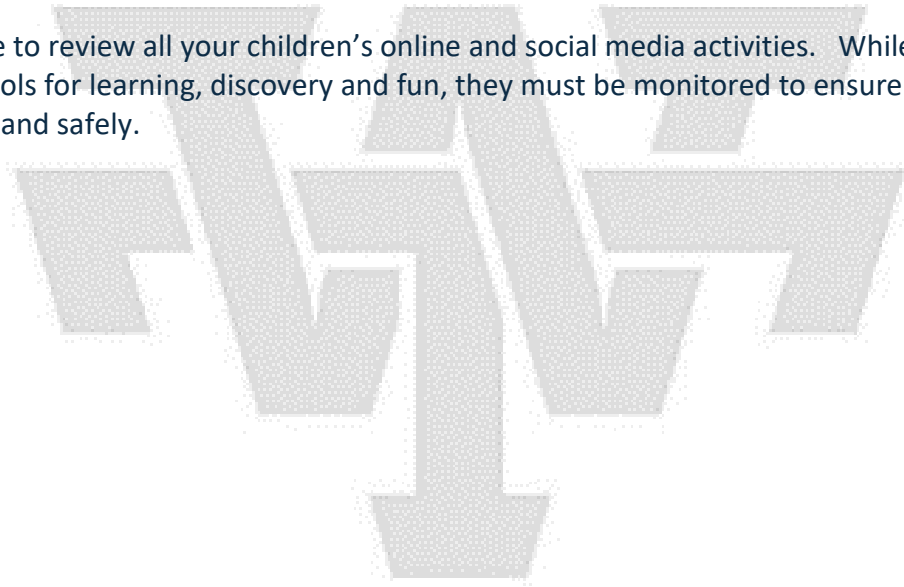 e to review all your children’s online and social media activities.   While
ols for learning, discovery and fun, they must be monitored to ensure
and safely.